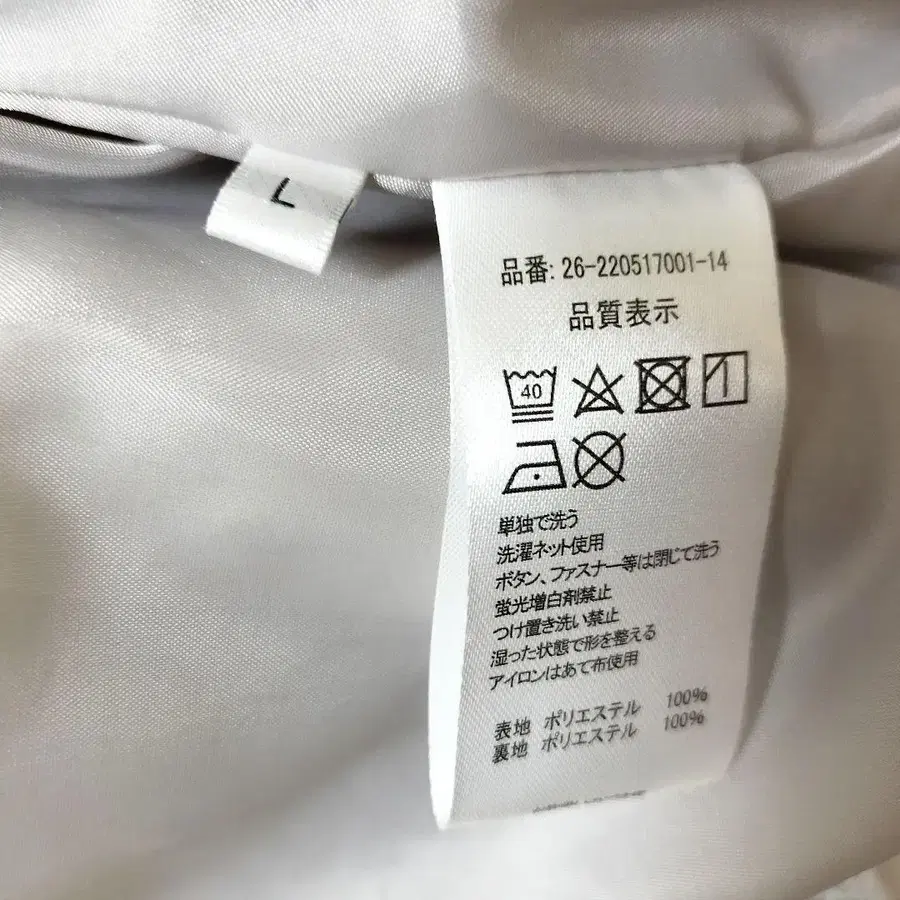 L
品番: 26-220517001-14
品質表示
40
単独で洗う
洗濯ネット使用
ボタン、ファスナー等は閉じて洗う
蛍光増白剤禁止
つけ置き洗い禁止
湿った状態で形を整える
アイロンはあて布使用
表地 ポリエステル 100%
裏地 ポリエステル 100%